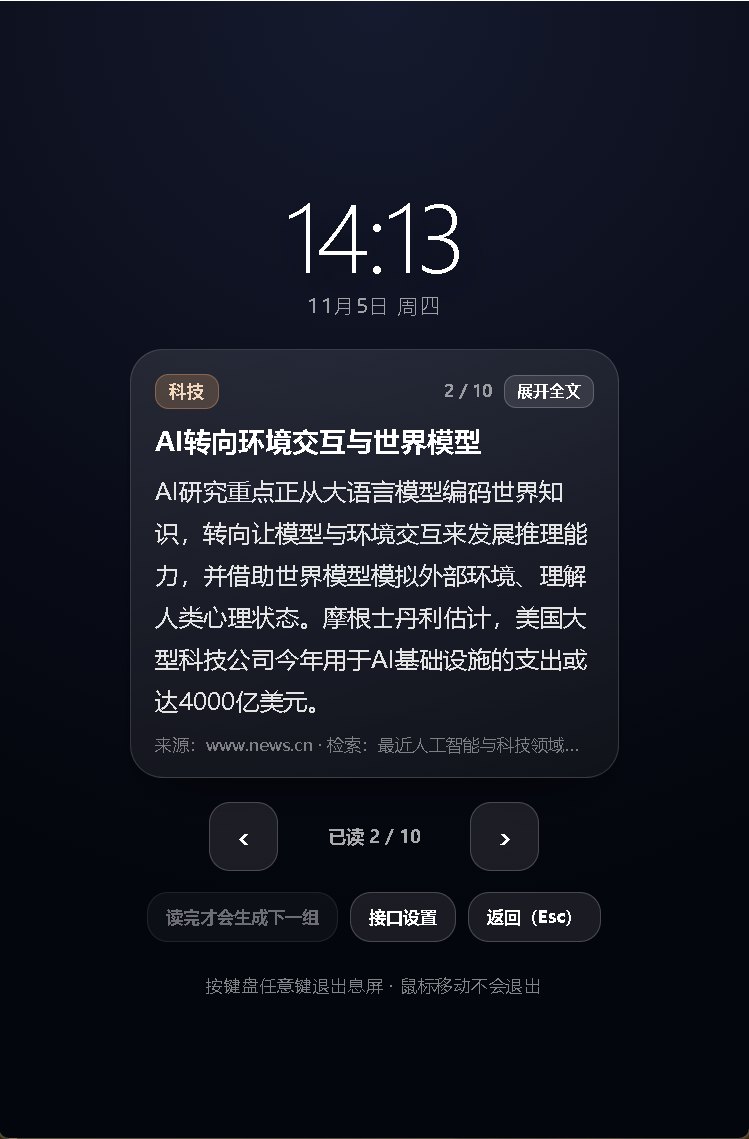 14:13
11月5日 周四
科技
2 / 10
展开全文
AI转向环境交互与世界模型
AI研究重点正从大语言模型编码世界知
识，转向让模型与环境交互来发展推理能
力，并借助世界模型模拟外部环境、理解
人类心理状态。摩根士丹利估计，美国大
型科技公司今年用于AI基础设施的支出或
达4000亿美元。
来源：www.news.cn · 检索：最近人工智能与科技领域...
‹
已读 2 / 10
›
读完才会生成下一组
接口设置
返回（Esc）
按键盘任意键退出息屏 · 鼠标移动不会退出